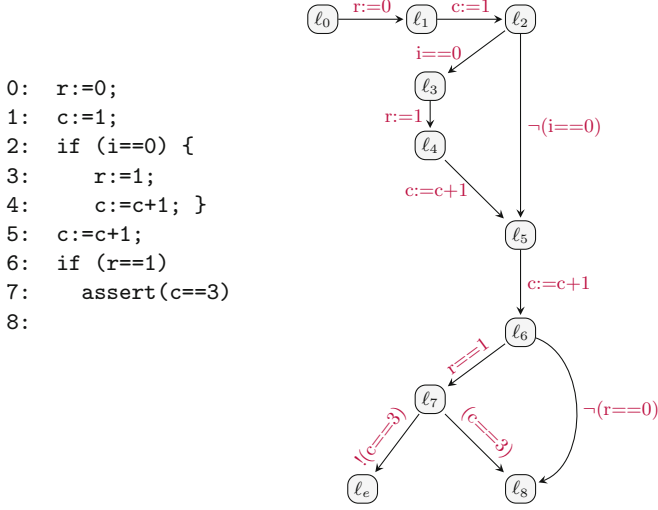 0: r:=0;
1: c:=1;
2: if (i==0) {
3: r:=1;
4: c:=c+1; }
5: c:=c+1;
6: if (r==1)
7: assert(c==3)
8:
r:=0 c:=1
ℓ0 ℓ1 ℓ2
i==0
ℓ3
r:=1
¬(i==0)
ℓ4
c:=c+1
ℓ5
c:=c+1
ℓ6
r==1
ℓ7
¬(r==0)
!(c==3) (c==3)
ℓe ℓ8